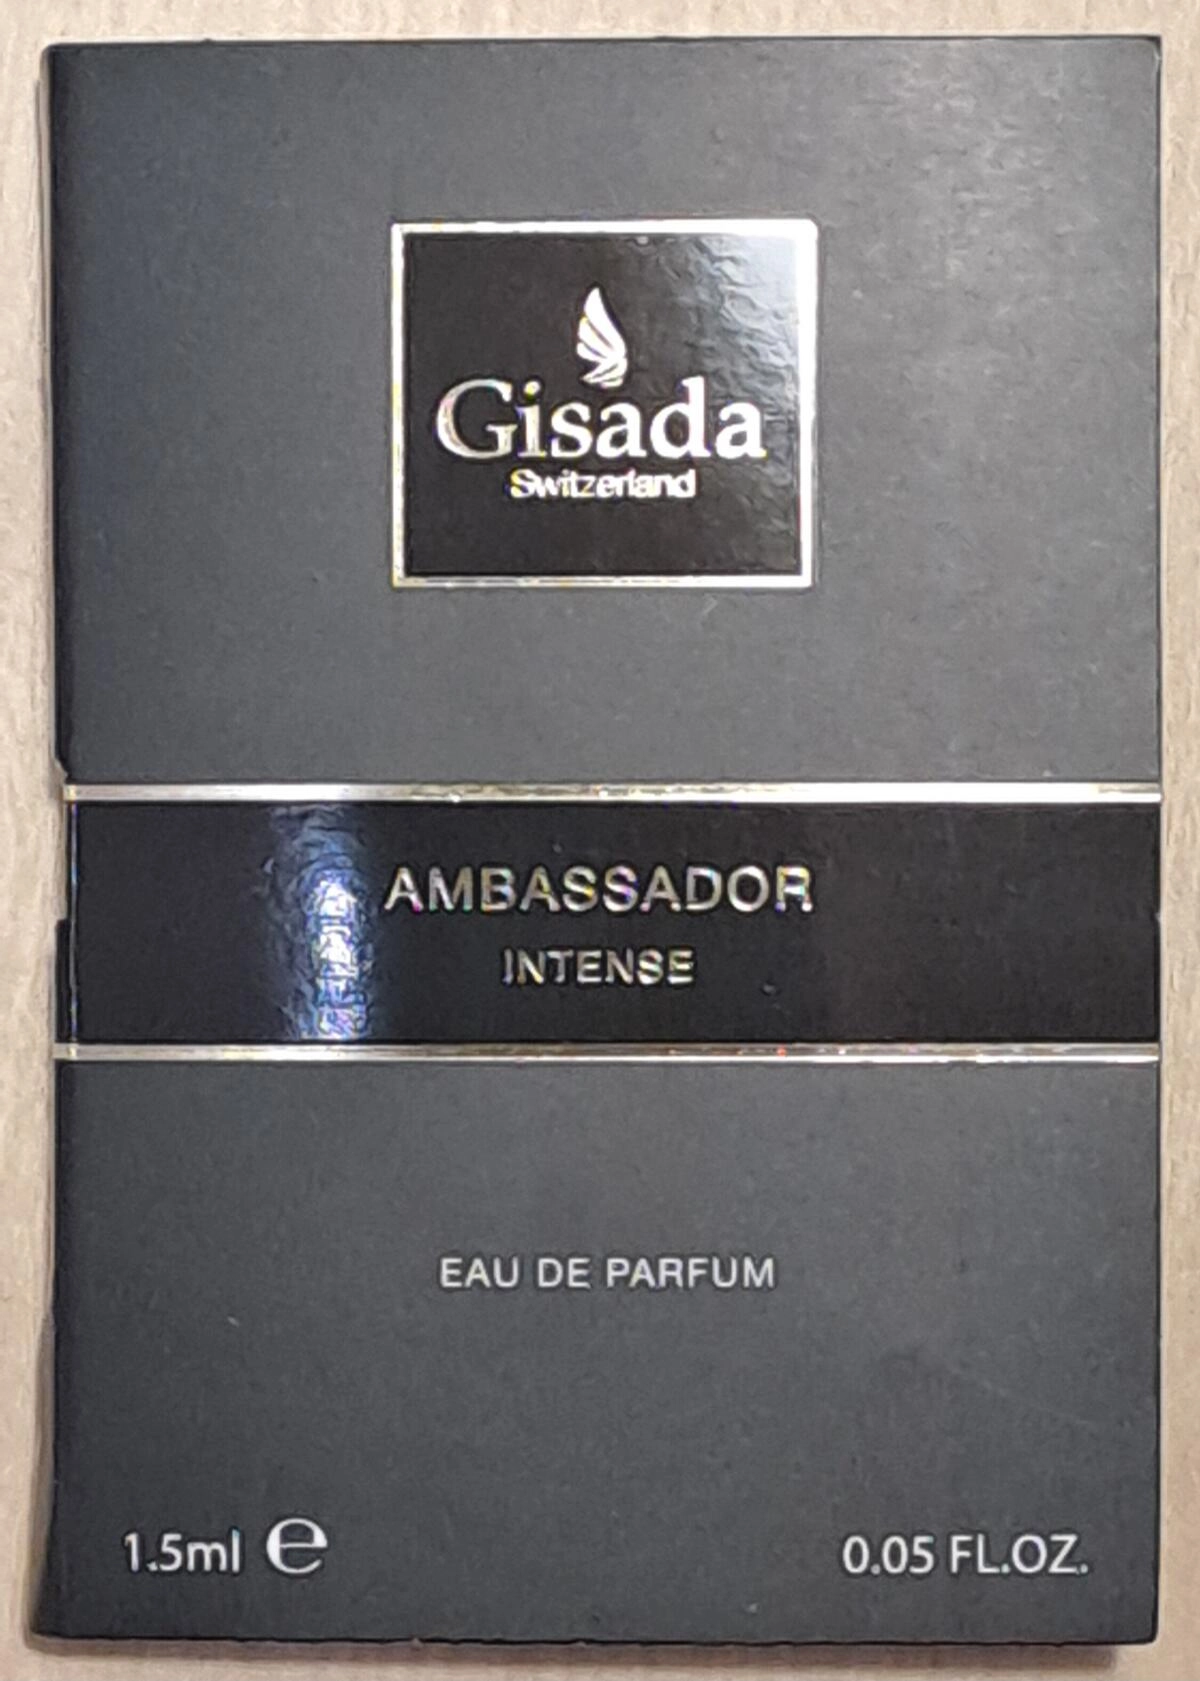 Gisada
Switzerland
AMBASSADOR
INTENSE
EAU DE PARFUM
1.5ml ℮ 0.05 FL.OZ.